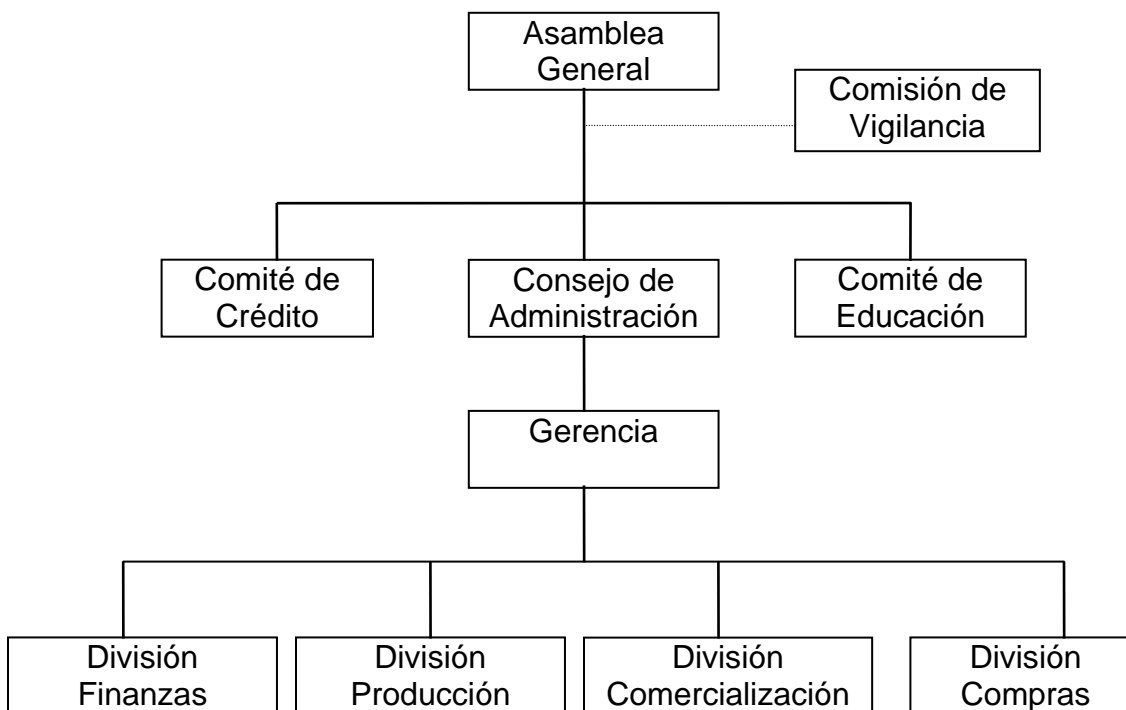 Asamblea
General
Comisión de
Vigilancia
Comité de
Crédito
Consejo de
Administración
Comité de
Educación
Gerencia
División
Finanzas
División
Producción
División
Comercialización
División
Compras